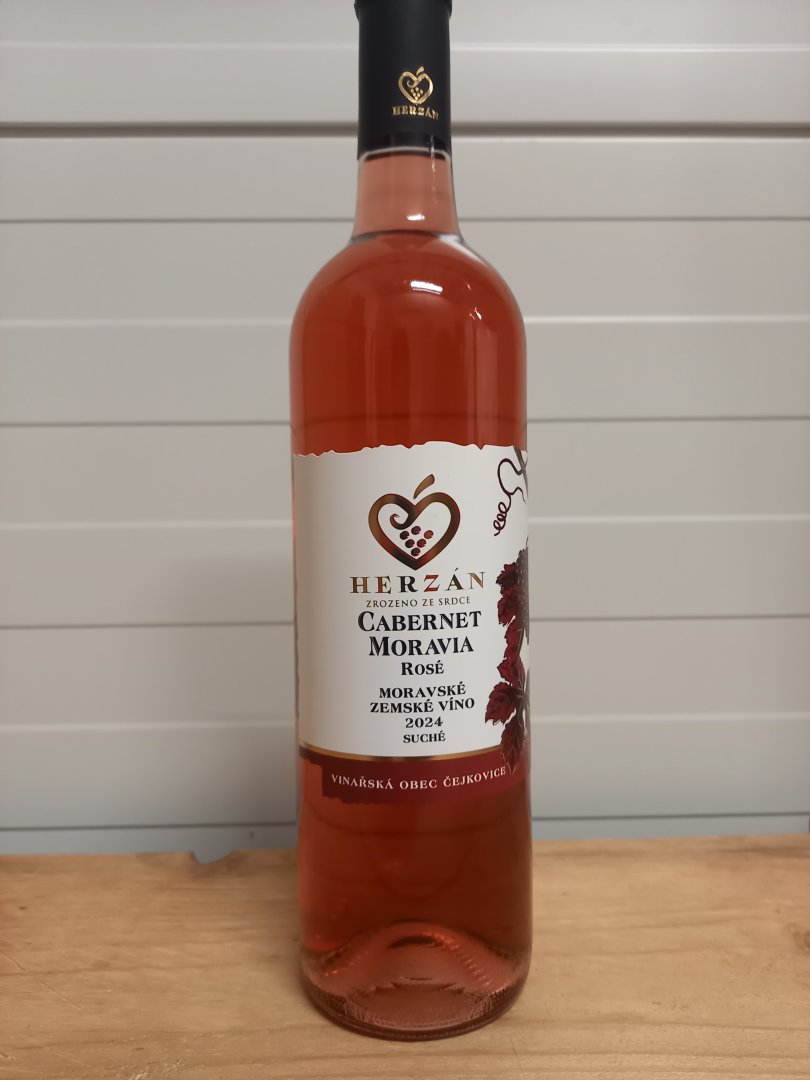 HERZÁN
HERZÁN
ZROZENO ZE SRDCE
CABERNET
MORAVIA
ROSÉ
MORAVSKÉ
ZEMSKÉ VÍNO
2024
SUCHÉ
VINAŘSKÁ OBEC ČEJKOVICE